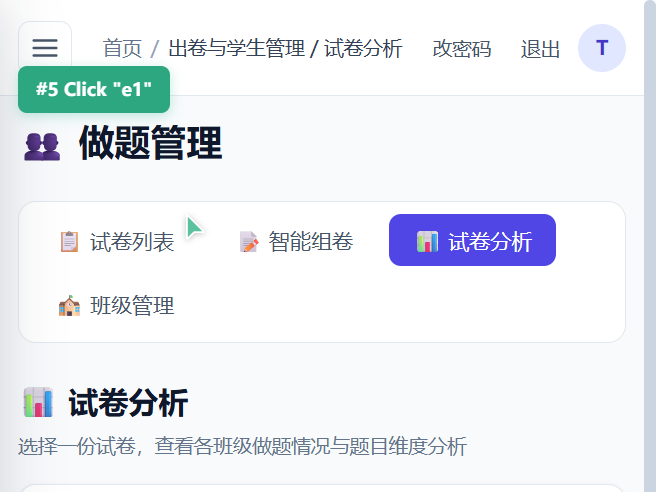 首页 / 出卷与学生管理 / 试卷分析 改密码 退出 T
#5 Click "e1"
做题管理
试卷列表 智能组卷 试卷分析
班级管理
试卷分析
选择一份试卷，查看各班级做题情况与题目维度分析